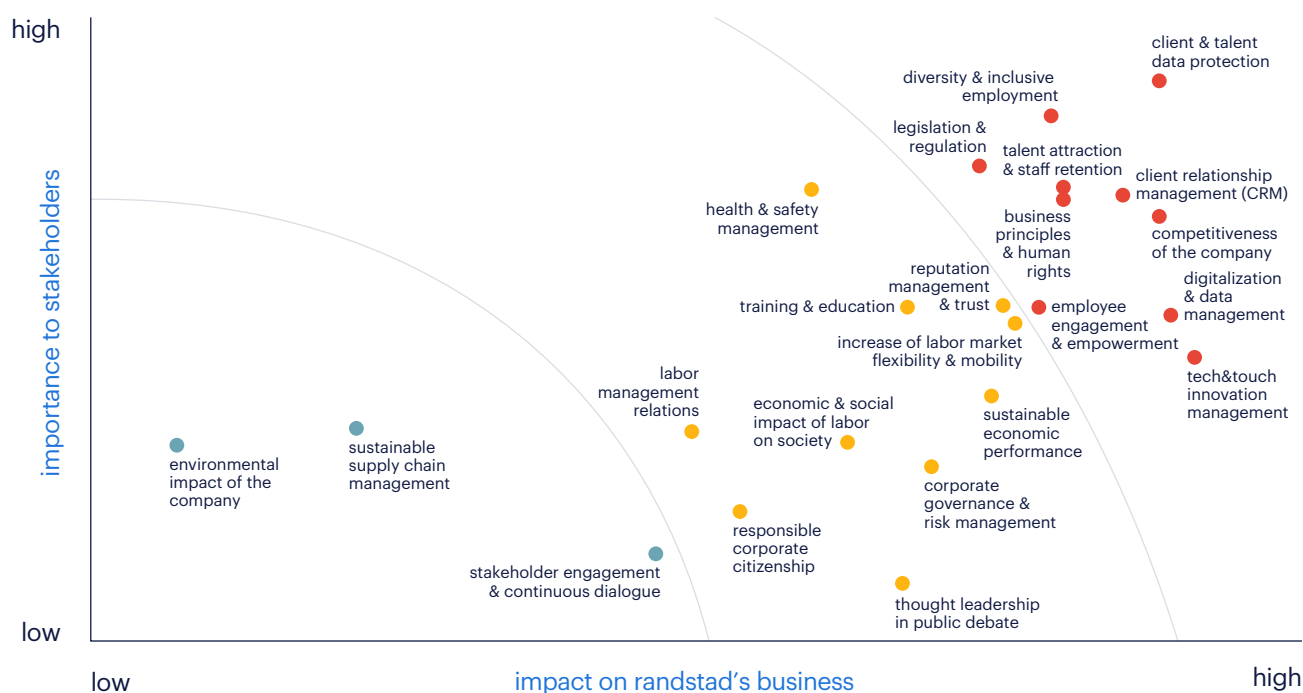 high
client & talent
data protection
diversity & inclusive
employment
legislation &
regulation
talent attraction
& staff retention
client relationship
management (CRM)
health & safety
management
business
principles
& human
rights
competitiveness
of the company
reputation
management
& trust
digitalization
& data
management
training & education
employee
engagement
& empowerment
increase of labor market
flexibility & mobility
tech&touch
innovation
management
labor
management
relations
economic & social
impact of labor
on society
sustainable
economic
performance
environmental
impact of the
company
sustainable
supply chain
management
corporate
governance &
risk management
responsible
corporate
citizenship
stakeholder engagement
& continuous dialogue
thought leadership
in public debate
importance to stakeholders
low
low
impact on randstad's business
high